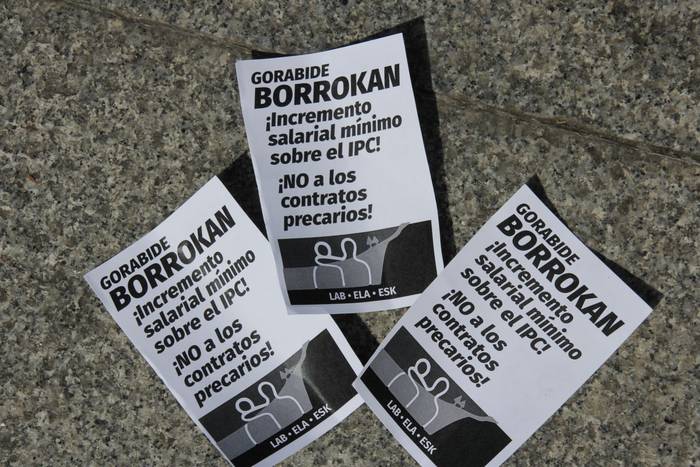 GORABIDE
BORROKAN
¡Incremento
salarial mínimo
sobre el IPC!
¡NO a los
contratos
precarios!
LAB • ELA • ESK
GORABIDE
BORROKAN
¡Incremento
salarial mínimo
sobre el IPC!
¡NO a los
contratos
precarios!
LAB • ELA • ESK
GORABIDE
BORROKAN
¡Incremento
salarial mínimo
sobre el IPC!
¡NO a los
contratos
precarios!
LAB • ELA • ESK